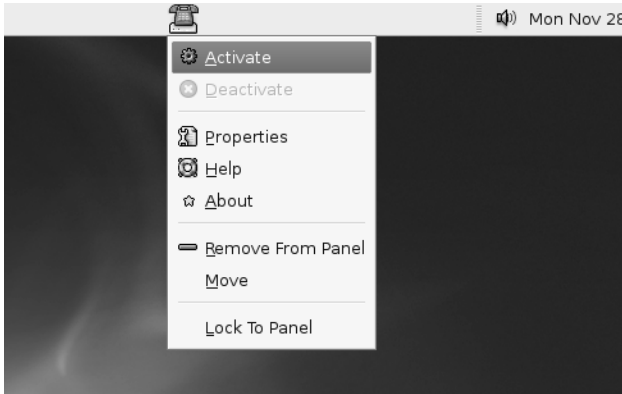 Mon Nov 28
Activate
Deactivate
Properties
Help
About
Remove From Panel
Move
Lock To Panel